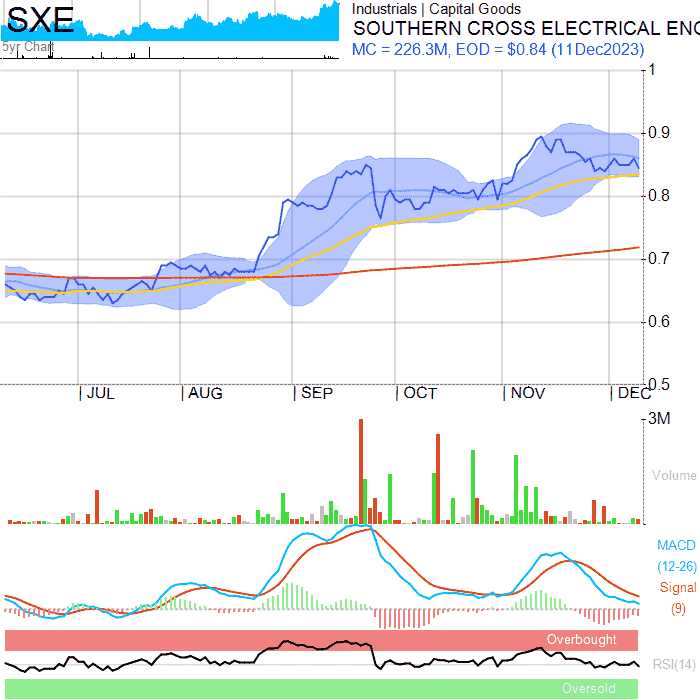 SXE
5yr Chart
Industrials | Capital Goods
SOUTHERN CROSS ELECTRICAL ENG
MC = 226.3M, EOD = $0.84 (11Dec2023)
1
0.9
0.8
0.7
0.6
0.5
JUL AUG SEP OCT NOV DEC
3M
Volume
MACD
(12-26)
Signal
(9)
Overbought
RSI(14)
Oversold